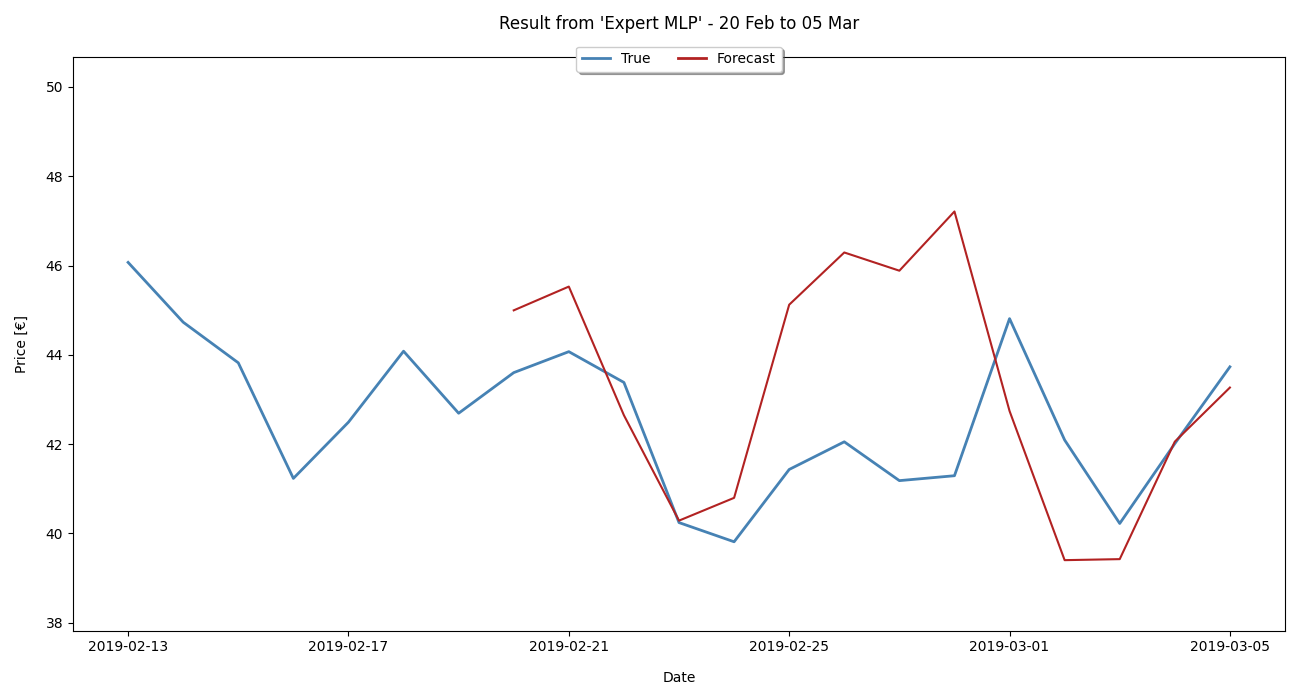 Result from 'Expert MLP' - 20 Feb to 05 Mar
True Forecast
50
48
46
44
42
40
38
Price [€]
2019-02-13 2019-02-17 2019-02-21 2019-02-25 2019-03-01 2019-03-05
Date